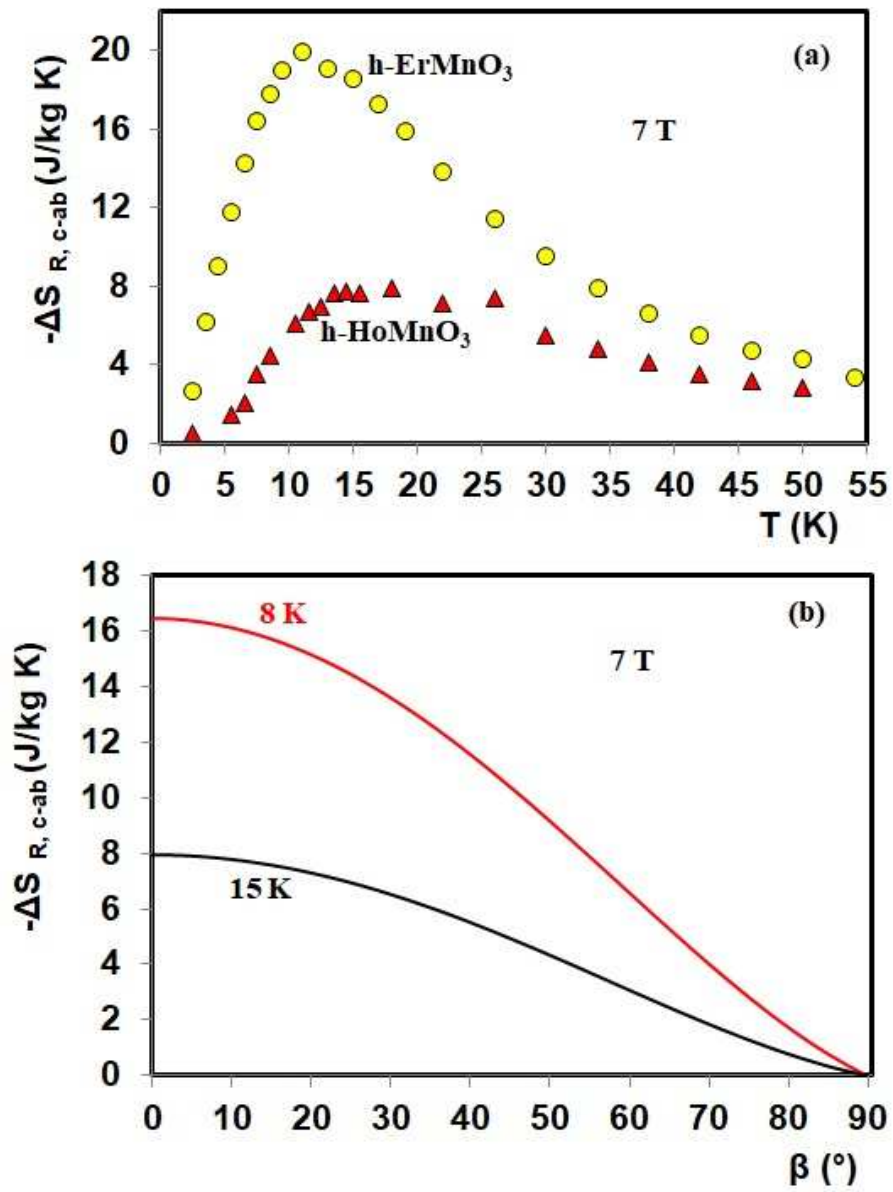 (a)
h-ErMnO₃
7 T
h-HoMnO₃
-ΔS R, c-ab (J/kg K)
20
16
12
8
4
0
0 5 10 15 20 25 30 35 40 45 50 55
T (K)
(b)
8 K
7 T
15 K
-ΔS R, c-ab (J/kg K)
18
16
14
12
10
8
6
4
2
0
0 10 20 30 40 50 60 70 80 90
β (°)